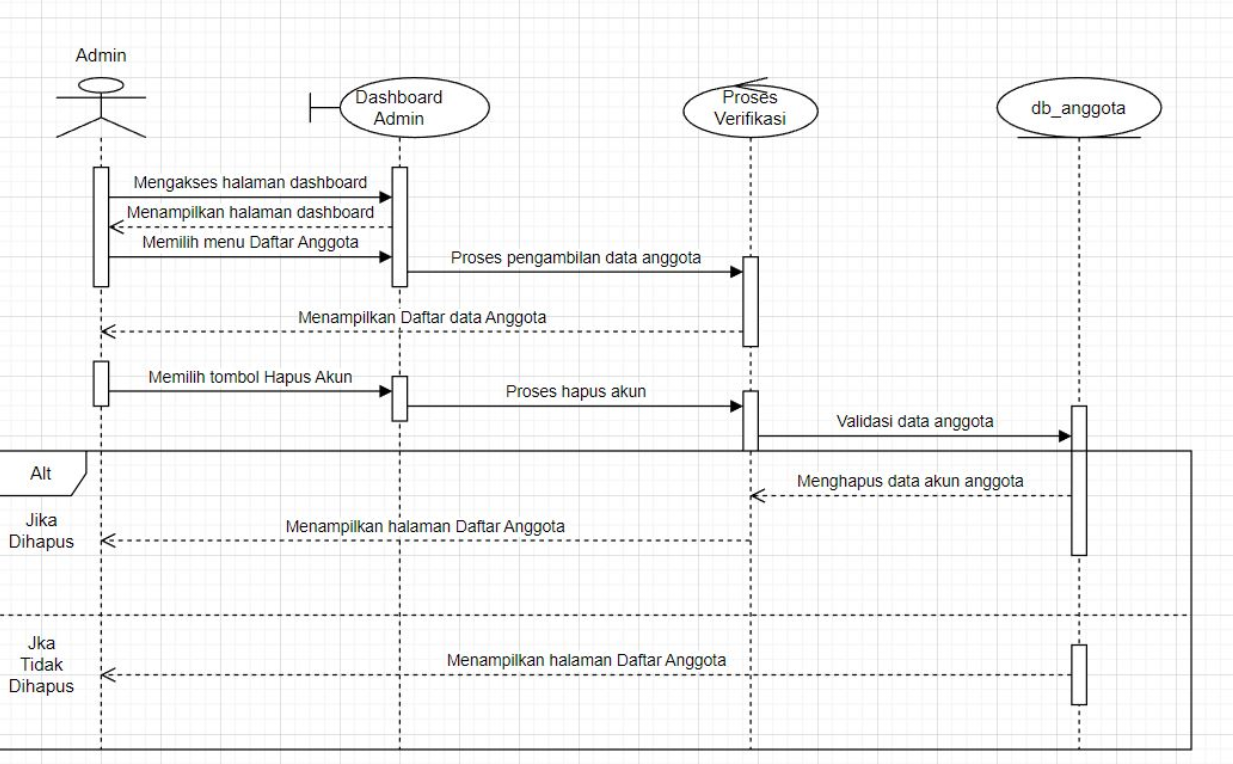 Admin
Dashboard
Admin
Proses
Verifikasi
db_anggota
Mengakses halaman dashboard
Menampilkan halaman dashboard
Memilih menu Daftar Anggota
Proses pengambilan data anggota
Menampilkan Daftar data Anggota
Memilih tombol Hapus Akun
Proses hapus akun
Validasi data anggota
Alt
Menghapus data akun anggota
Jika
Dihapus
Menampilkan halaman Daftar Anggota
Jka
Tidak
Dihapus
Menampilkan halaman Daftar Anggota